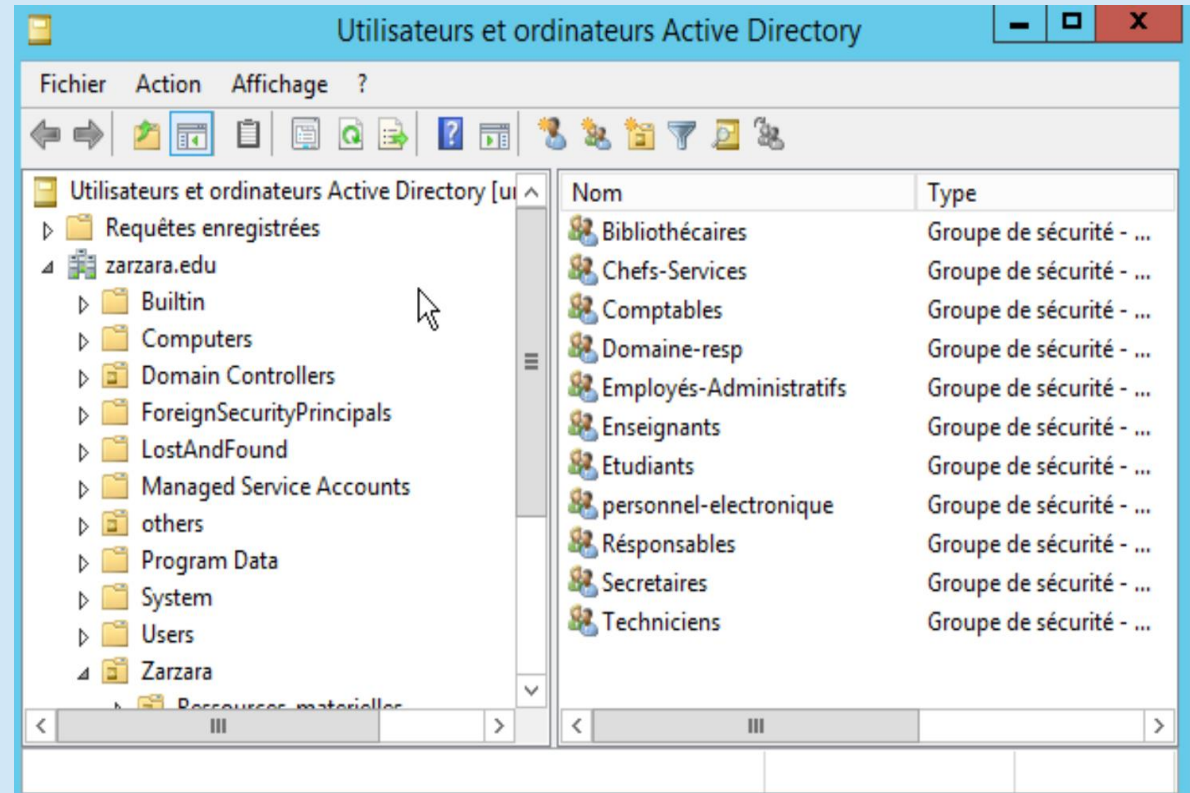 Utilisateurs et ordinateurs Active Directory
Fichier Action Affichage ?
Utilisateurs et ordinateurs Active Directory [ur
Requêtes enregistrées
zarzara.edu
Builtin
Computers
Domain Controllers
ForeignSecurityPrincipals
LostAndFound
Managed Service Accounts
others
Program Data
System
Users
Zarzara
Ressources_materielles
Nom Type
Bibliothécaires Groupe de sécurité - ...
Chefs-Services Groupe de sécurité - ...
Comptables Groupe de sécurité - ...
Domaine-resp Groupe de sécurité - ...
Employés-Administratifs Groupe de sécurité - ...
Enseignants Groupe de sécurité - ...
Etudiants Groupe de sécurité - ...
personnel-electronique Groupe de sécurité - ...
Résponsables Groupe de sécurité - ...
Secretaires Groupe de sécurité - ...
Techniciens Groupe de sécurité - ...